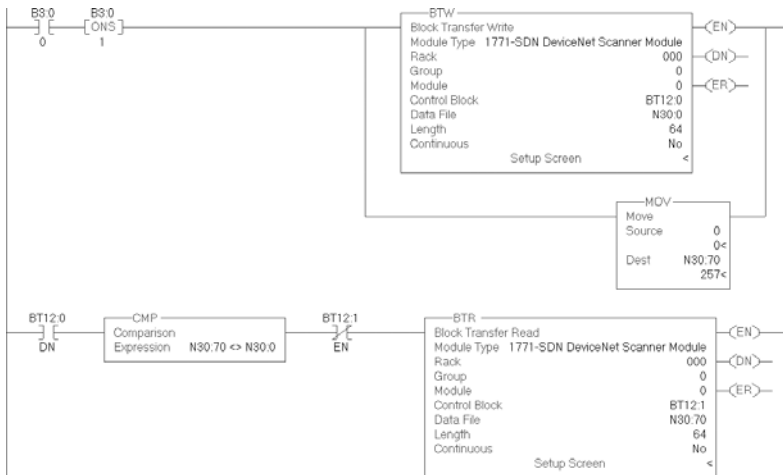 B3:0 B3:0
[ONS]
0 1
BTW
Block Transfer Write
Module Type 1771-SDN DeviceNet Scanner Module
Rack 000
Group 0
Module 0
Control Block BT12:0
Data File N30:0
Length 64
Continuous No
Setup Screen <
(EN)
(DN)
(ER)
MOV
Move
Source 0
0<
Dest N30:70
257<
BT12:0
DN
CMP
Comparison
Expression N30:70 <> N30:0
BT12:1
EN
BTR
Block Transfer Read
Module Type 1771-SDN DeviceNet Scanner Module
Rack 000
Group 0
Module 0
Control Block BT12:1
Data File N30:70
Length 64
Continuous No
Setup Screen <
(EN)
(DN)
(ER)